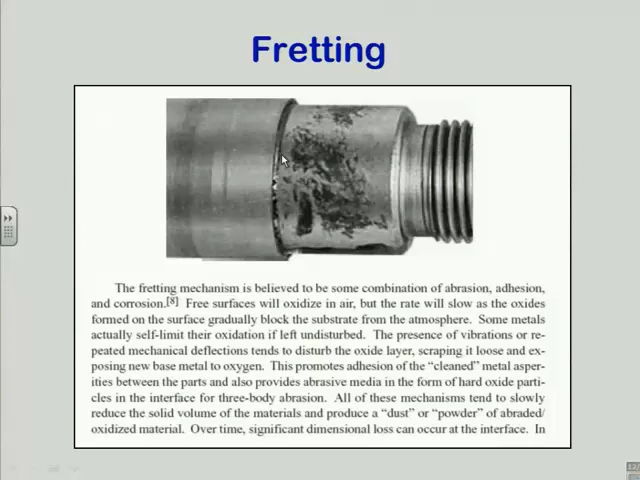 Fretting
The fretting mechanism is believed to be some combination of abrasion, adhesion,
and corrosion.[8] Free surfaces will oxidize in air, but the rate will slow as the oxides
formed on the surface gradually block the substrate from the atmosphere. Some metals
actually self-limit their oxidation if left undisturbed. The presence of vibrations or re-
peated mechanical deflections tends to disturb the oxide layer, scraping it loose and ex-
posing new base metal to oxygen. This promotes adhesion of the “cleaned” metal asper-
ities between the parts and also provides abrasive media in the form of hard oxide parti-
cles in the interface for three-body abrasion. All of these mechanisms tend to slowly
reduce the solid volume of the materials and produce a “dust” or “powder” of abraded/
oxidized material. Over time, significant dimensional loss can occur at the interface. In